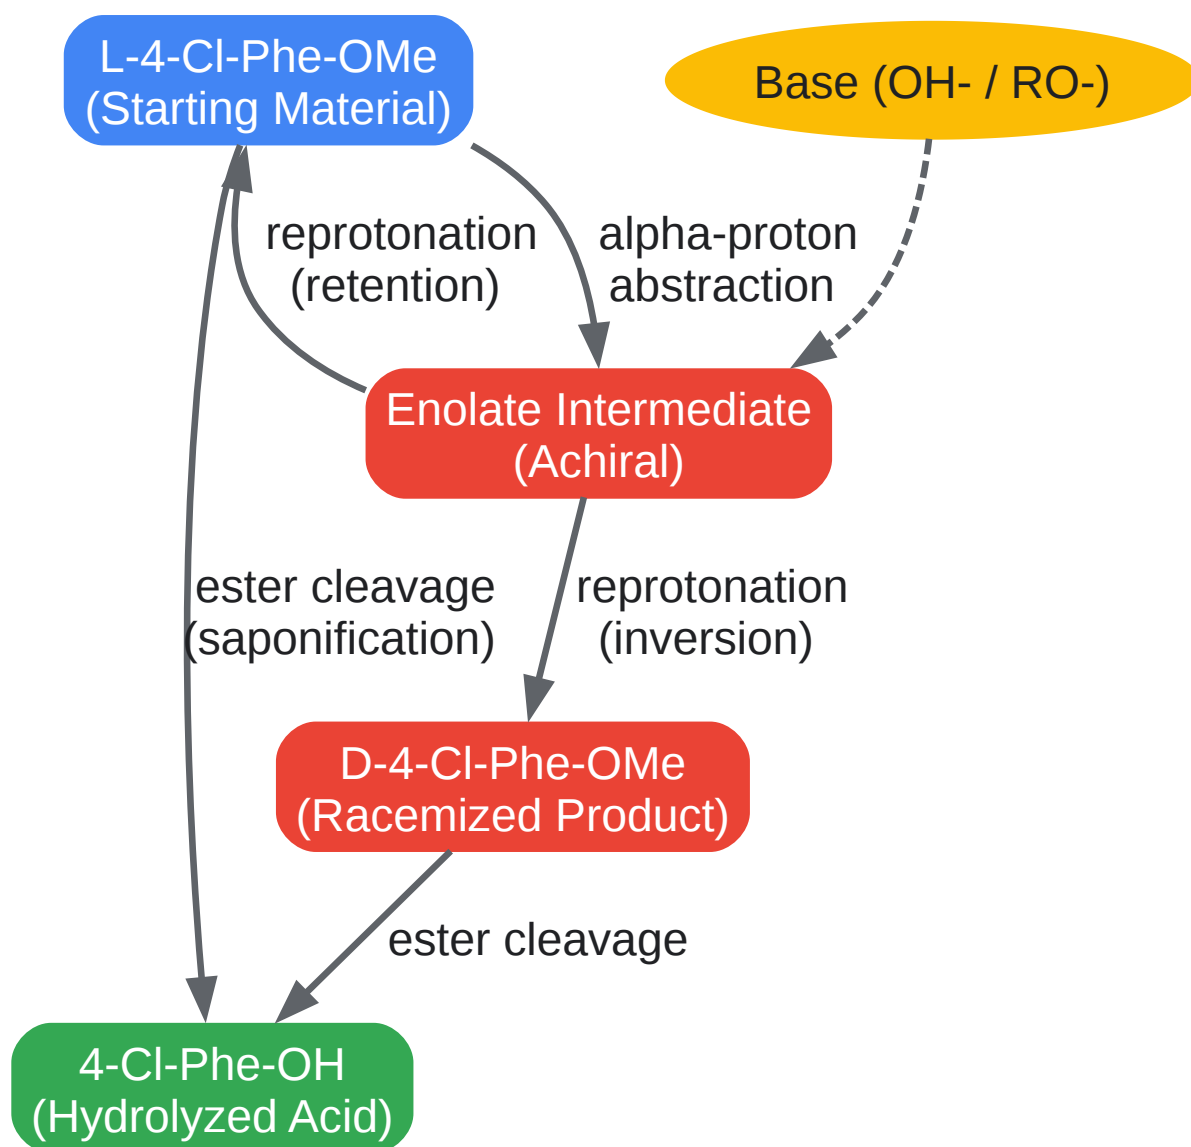 L-4-Cl-Phe-OMe
(Starting Material)
Base (OH- / RO-)
reprotonation
(retention)
alpha-proton
abstraction
Enolate Intermediate
(Achiral)
ester cleavage
(saponification)
reprotonation
(inversion)
D-4-Cl-Phe-OMe
(Racemized Product)
ester cleavage
4-Cl-Phe-OH
(Hydrolyzed Acid)